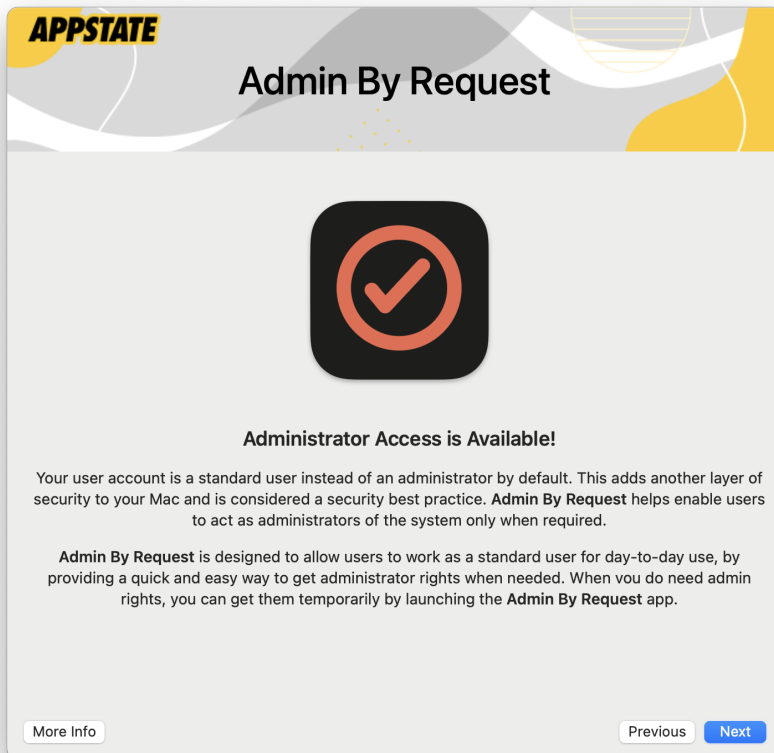 APPSTATE
Admin By Request
Administrator Access is Available!
Your user account is a standard user instead of an administrator by default. This adds another layer of
security to your Mac and is considered a security best practice. Admin By Request helps enable users
to act as administrators of the system only when required.
Admin By Request is designed to allow users to work as a standard user for day-to-day use, by
providing a quick and easy way to get administrator rights when needed. When vou do need admin
rights, you can get them temporarily by launching the Admin By Request app.
More Info
Previous
Next